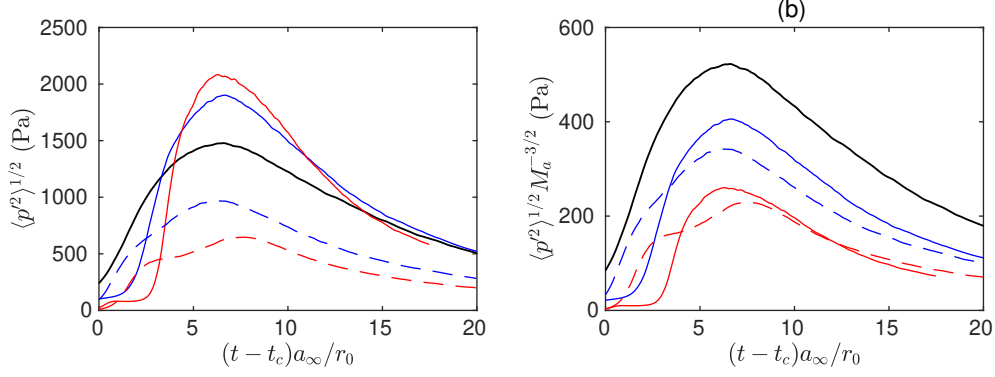 (b)
2500
2000
1500
1000
500
0
⟨p′²⟩^{1/2} (Pa)
0 5 10 15 20
(t − t_c)a_∞/r_0
600
400
200
0
⟨p′²⟩^{1/2} M_a^{−3/2} (Pa)
0 5 10 15 20
(t − t_c)a_∞/r_0